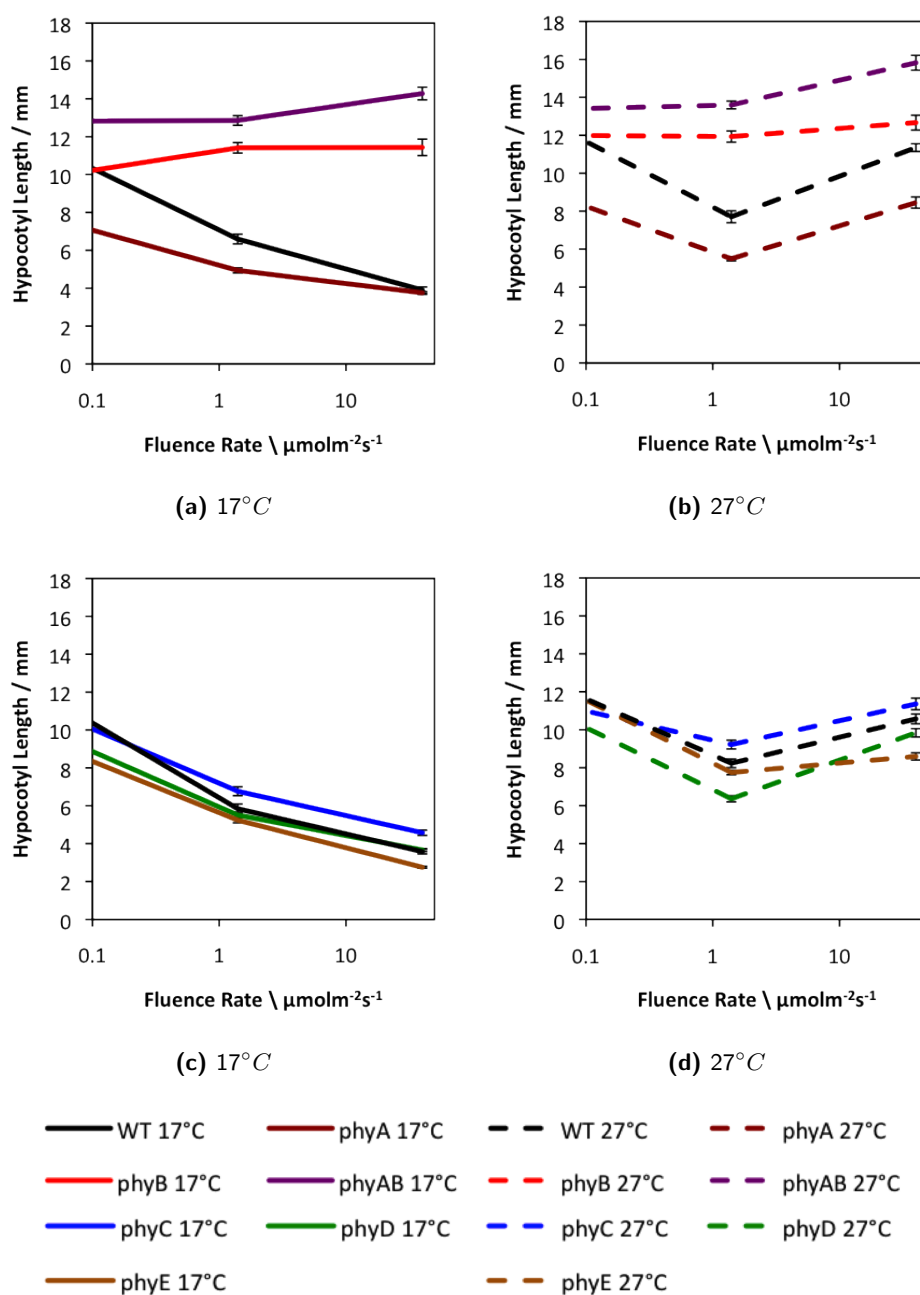 18
16
14
12
10
8
6
4
2
0
Hypocotyl Length / mm
0.1 1 10
Fluence Rate \ µmolm⁻²s⁻¹
(a) 17°C
18
16
14
12
10
8
6
4
2
0
Hypocotyl Length / mm
0.1 1 10
Fluence Rate \ µmolm⁻²s⁻¹
(b) 27°C
18
16
14
12
10
8
6
4
2
0
Hypocotyl Length / mm
0.1 1 10
Fluence Rate \ µmolm⁻²s⁻¹
(c) 17°C
18
16
14
12
10
8
6
4
2
0
Hypocotyl Length / mm
0.1 1 10
Fluence Rate \ µmolm⁻²s⁻¹
(d) 27°C
WT 17°C phyA 17°C WT 27°C phyA 27°C
phyB 17°C phyAB 17°C phyB 27°C phyAB 27°C
phyC 17°C phyD 17°C phyC 27°C phyD 27°C
phyE 17°C phyE 27°C